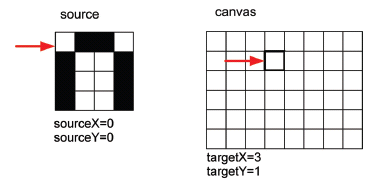 source
canvas
sourceX=0
sourceY=0
targetX=3
targetY=1